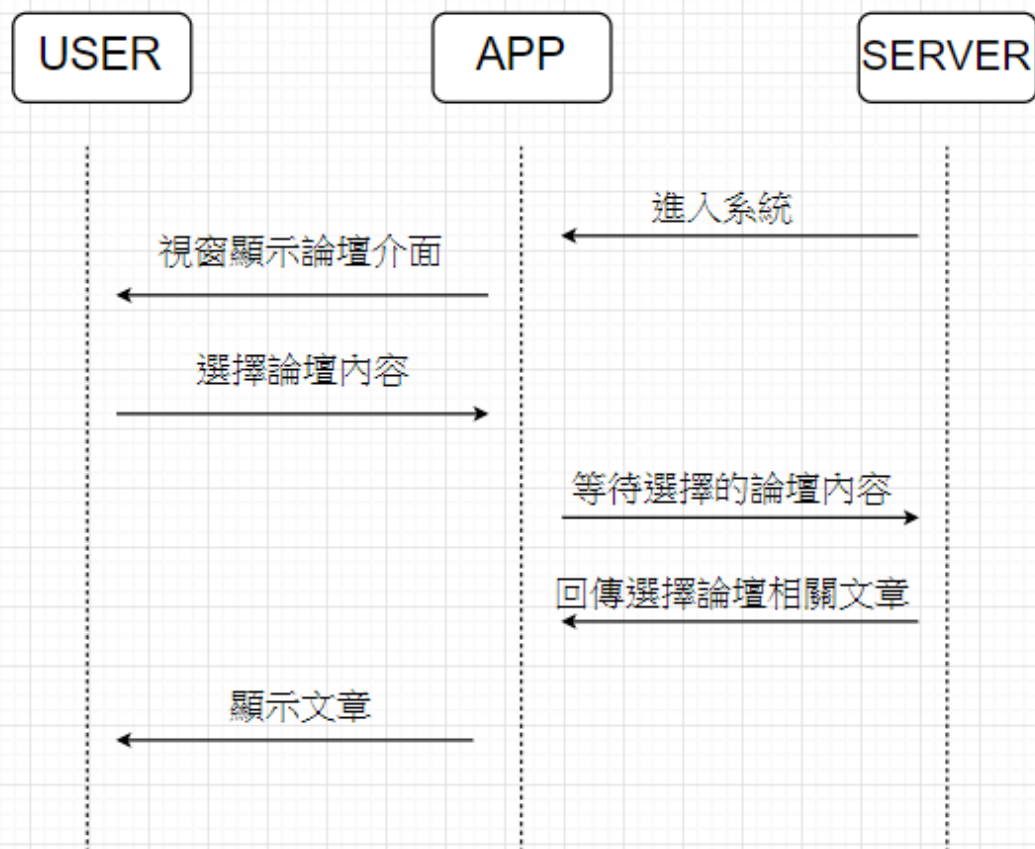 USER
APP
SERVER
進入系統
視窗顯示論壇介面
選擇論壇內容
等待選擇的論壇內容
回傳選擇論壇相關文章
顯示文章